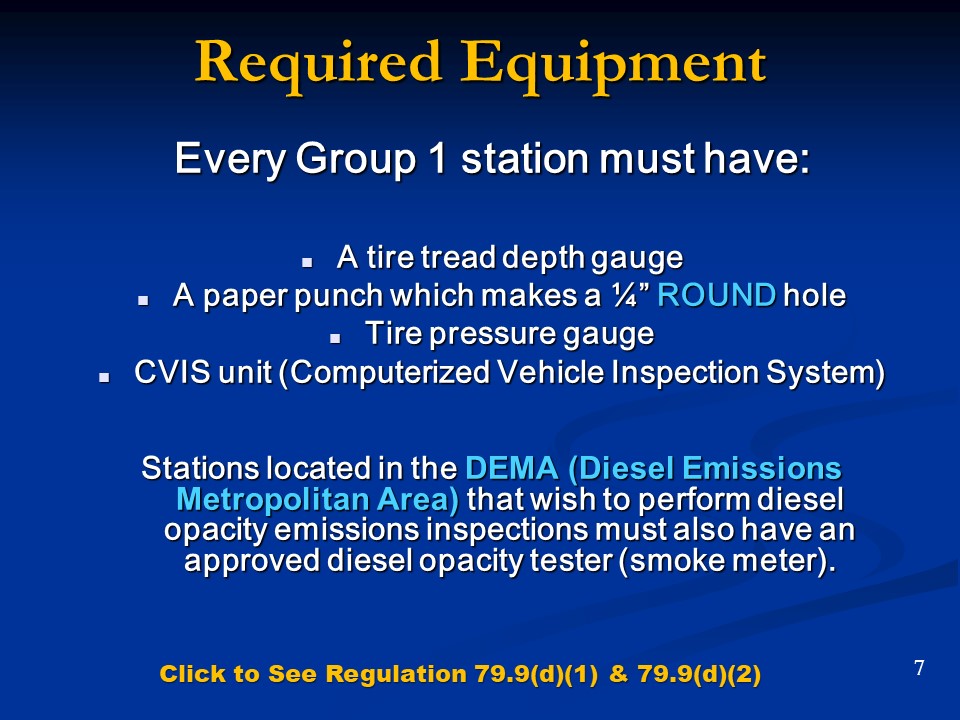 Required Equipment
Every Group 1 station must have:
■ A tire tread depth gauge
■ A paper punch which makes a ¼” ROUND hole
■ Tire pressure gauge
■ CVIS unit (Computerized Vehicle Inspection System)
Stations located in the DEMA (Diesel Emissions
Metropolitan Area) that wish to perform diesel
opacity emissions inspections must also have an
approved diesel opacity tester (smoke meter).
Click to See Regulation 79.9(d)(1) & 79.9(d)(2)
7